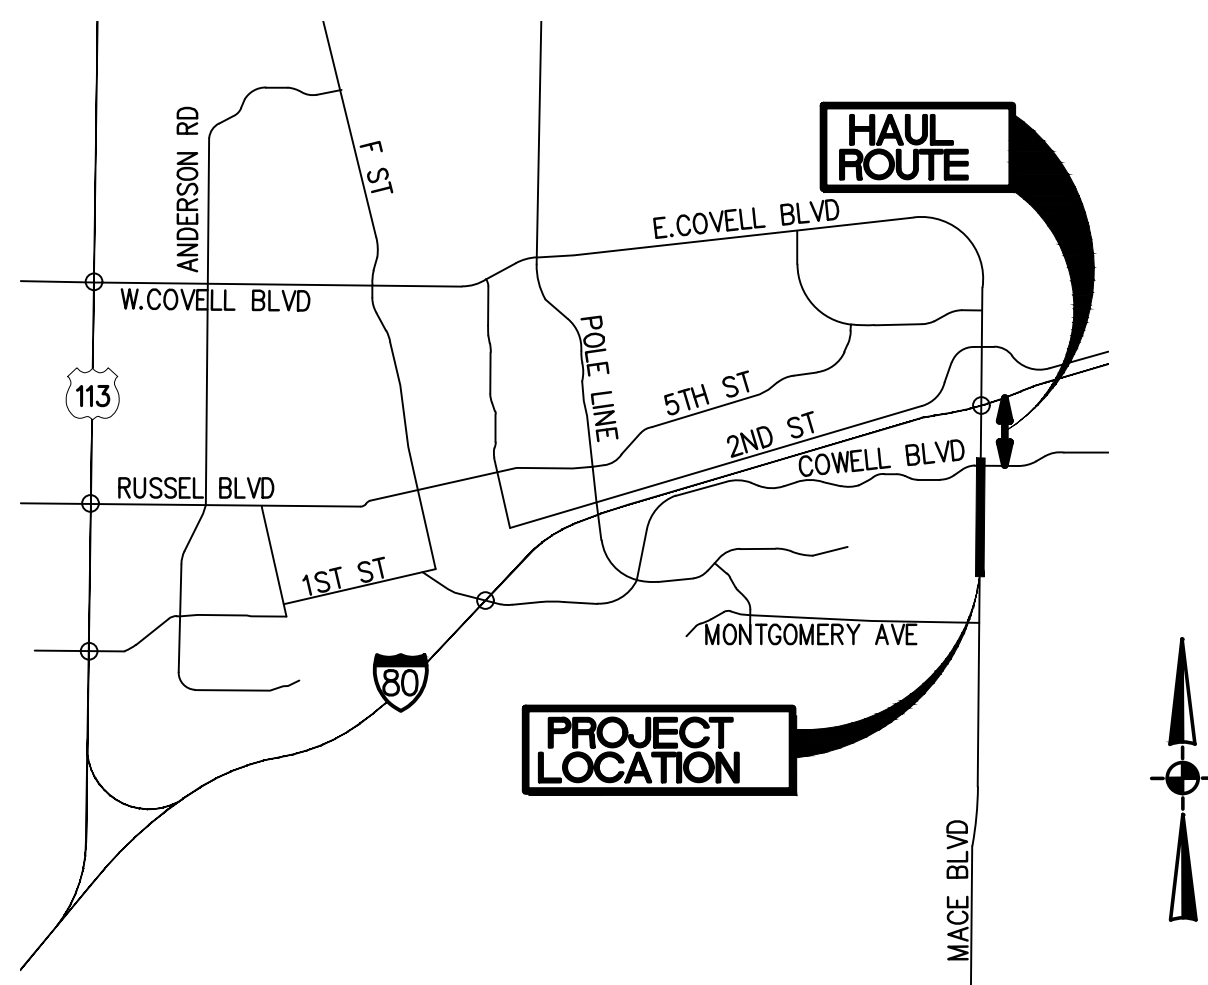 HAUL
ROUTE
ANDERSON RD
F ST
E.COVELL BLVD
W.COVELL BLVD
POLE LINE
113
5TH ST
2ND ST
COWELL BLVD
RUSSEL BLVD
1ST ST
MONTGOMERY AVE
80
PROJECT
LOCATION
MACE BLVD